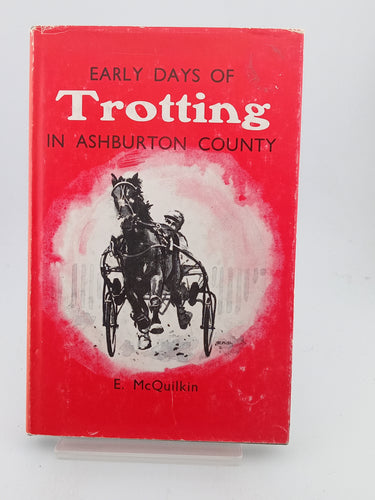 EARLY DAYS OF
Trotting
IN ASHBURTON COUNTY
E. McQuilkin